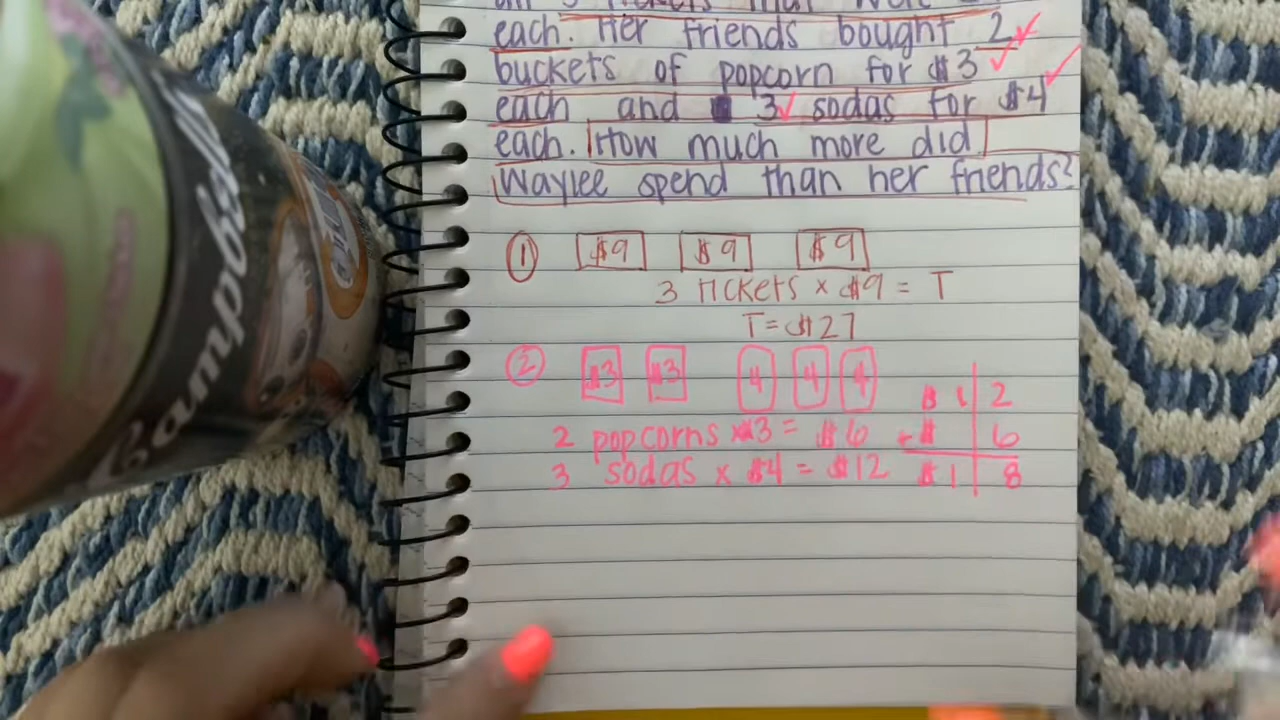 each. Her friends bought 2
buckets of popcorn for $3
each and 3 sodas for $4
each. How much more did
Waylee spend than her friends?
1 $9 $9 $9
3 Tickets x $9 = T
T = $27
2 $3 $3 4 4 4
$ 1 2
2 popcorns x $3 = $6 + $ 6
3 sodas x $4 = $12 $ 1 8
Campbell's